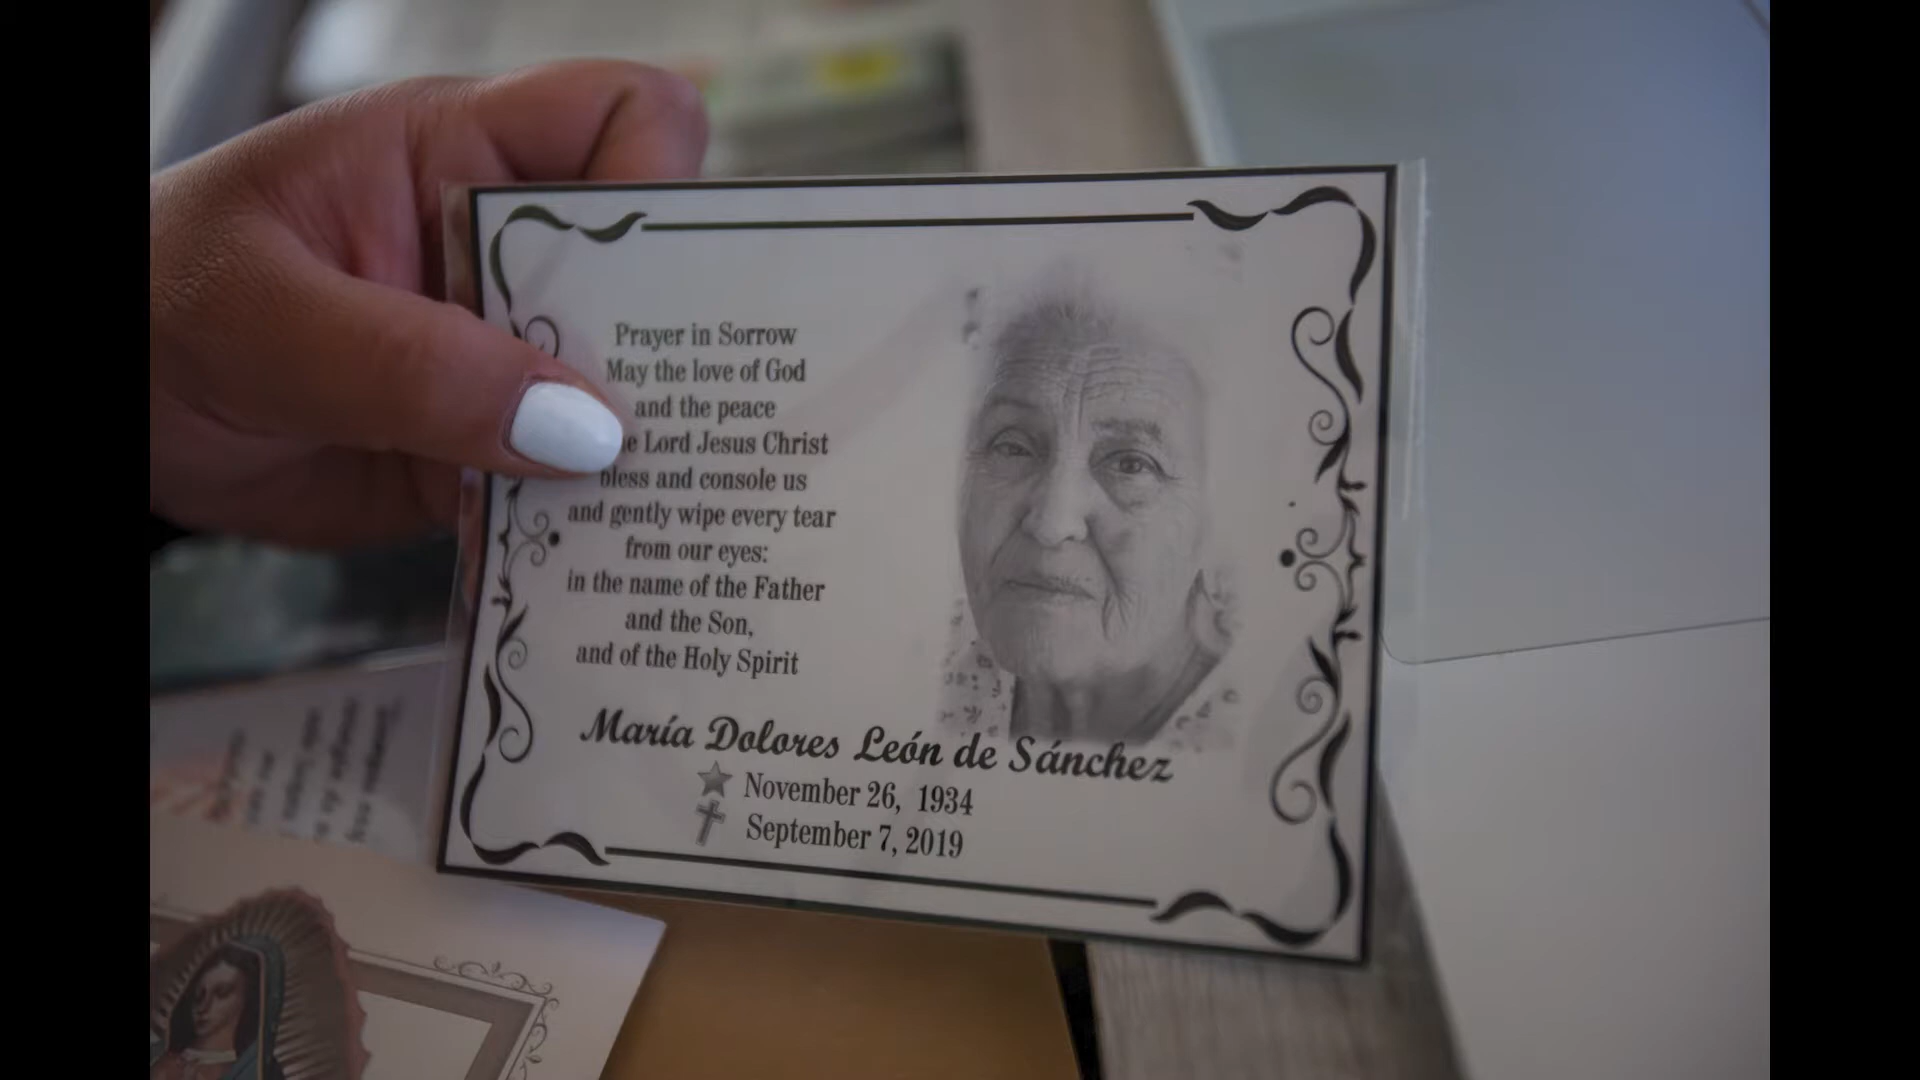 Prayer in Sorrow
May the love of God
and the peace
Lord Jesus Christ
bless and console us
and gently wipe every tear
from our eyes:
in the name of the Father
and the Son,
and of the Holy Spirit
María Dolores León de Sánchez
November 26, 1934
September 7, 2019